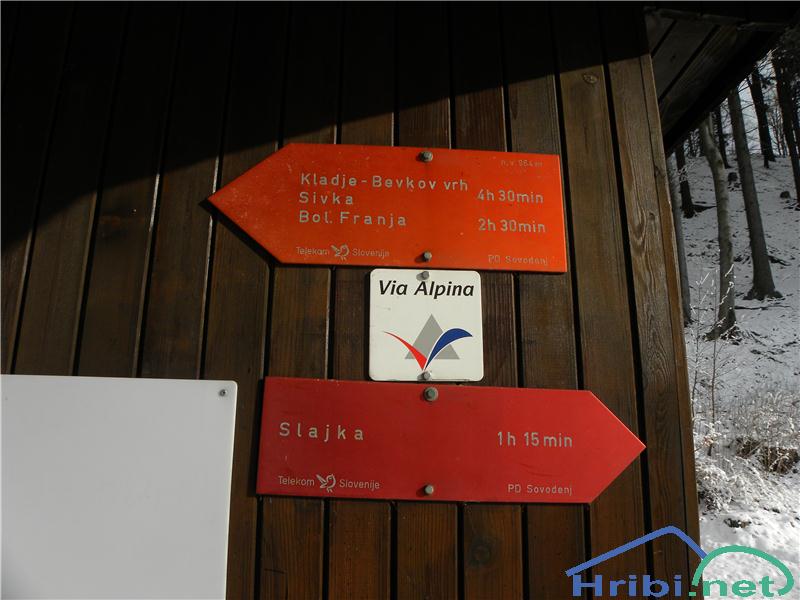 n.v. 964 m
Kladje-Bevkov vrh
Sivka 4h 30min
Bol. Franja 2h 30min
Telekom Slovenije PD Sovodenj
Via Alpina
Slajka 1h 15min
Telekom Slovenije PD Sovodenj
Hribi.net